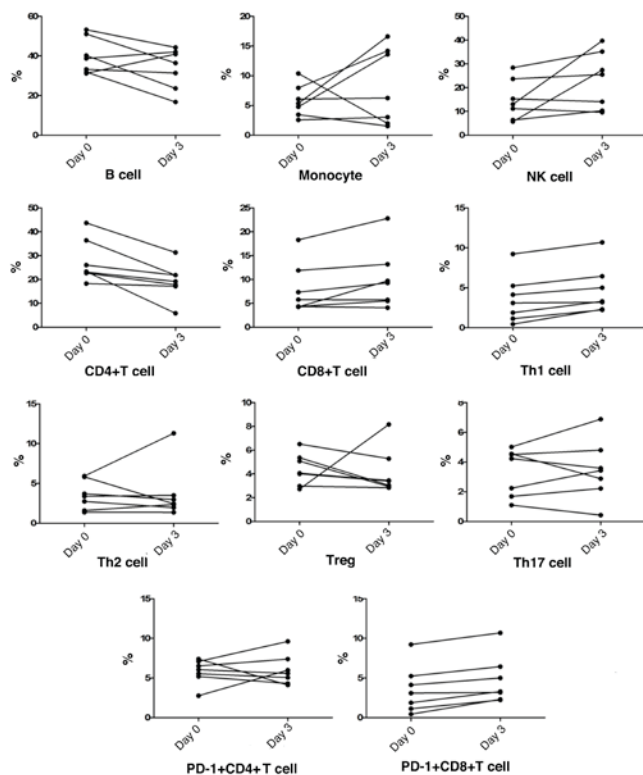 60
40
20
0
%
Day 0
Day 3
B cell
20
15
10
5
0
%
Day 0
Day 3
Monocyte
50
40
30
20
10
0
%
Day 0
Day 3
NK cell
50
40
30
20
10
0
%
Day 0
Day 3
CD4+T cell
25
20
15
10
5
0
%
Day 0
Day 3
CD8+T cell
15
10
5
0
%
Day 0
Day 3
Th1 cell
15
10
5
0
%
Day 0
Day 3
Th2 cell
10
8
6
4
2
0
%
Day 0
Day 3
Treg
8
6
4
2
0
%
Day 0
Day 3
Th17 cell
15
10
5
0
%
Day 0
Day 3
PD-1+CD4+T cell
15
10
5
0
%
Day 0
Day 3
PD-1+CD8+T cell